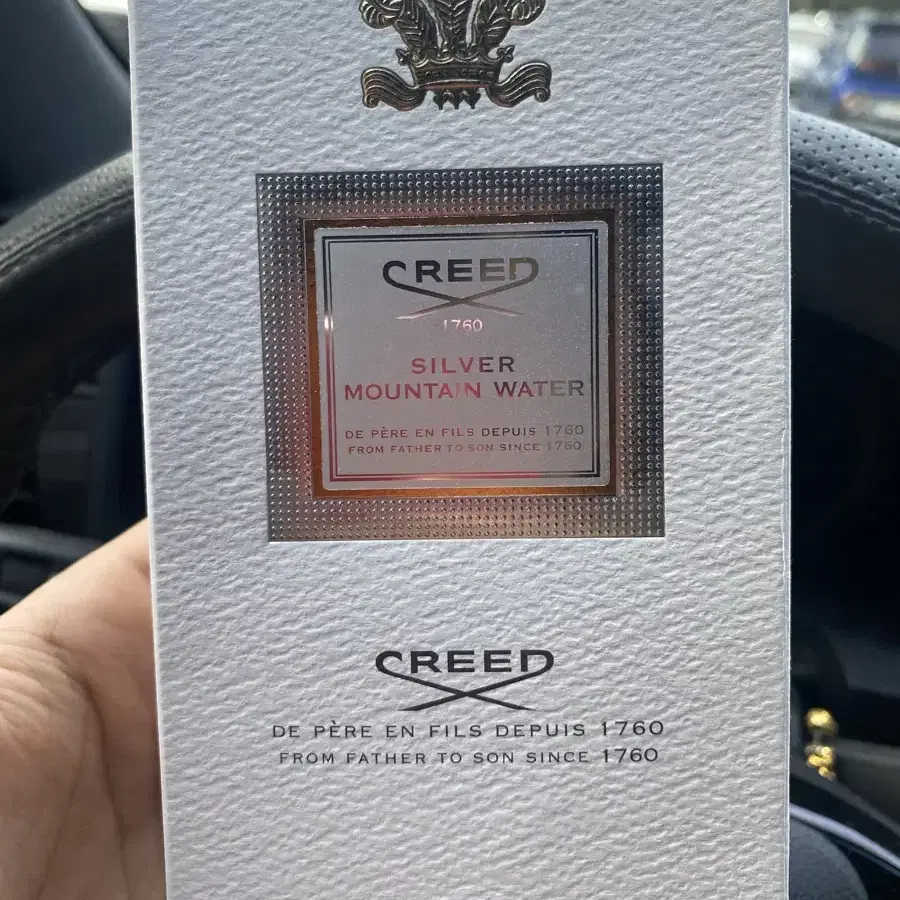 CREED
1760
SILVER
MOUNTAIN WATER
DE PÈRE EN FILS DEPUIS 1760
FROM FATHER TO SON SINCE 1760
CREED
DE PÈRE EN FILS DEPUIS 1760
FROM FATHER TO SON SINCE 1760